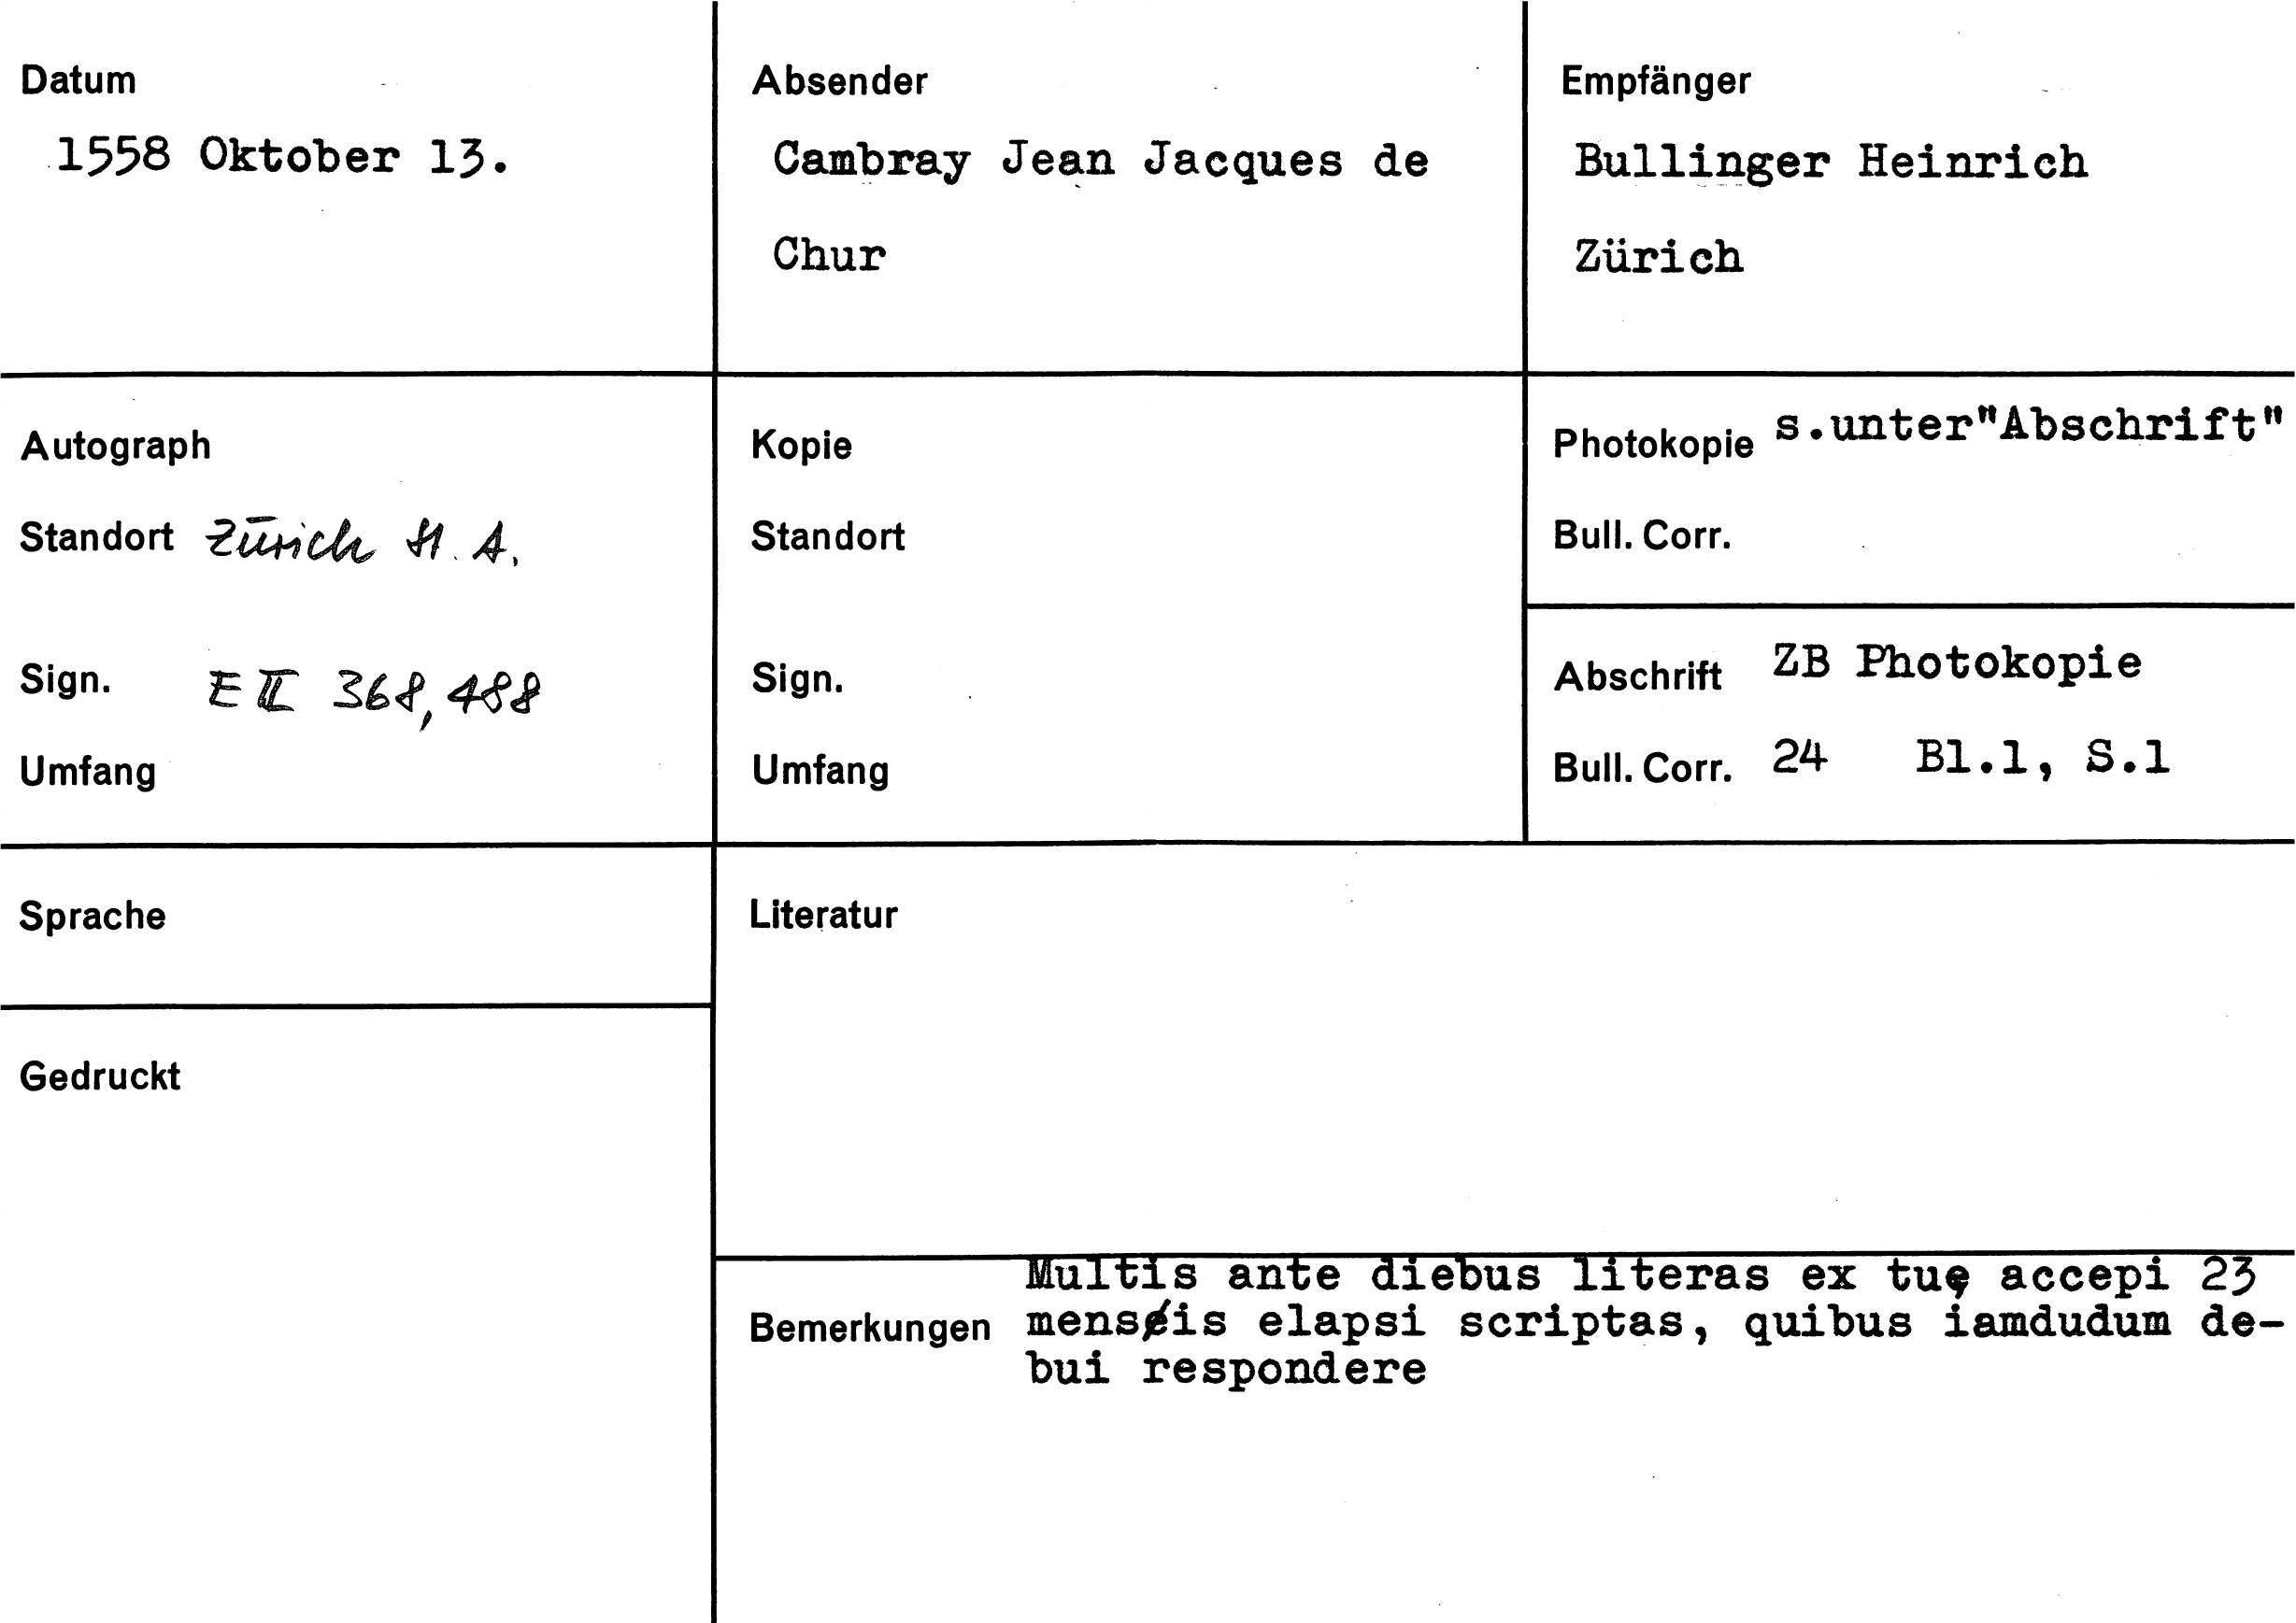 Datum
1558 Oktober 13.
Absender
Cambray Jean Jacques de
Chur
Empfänger
Bullinger Heinrich
Zürich
Autograph
Standort Zürich St. A.
Sign. E II 368, 488
Umfang
Kopie
Standort
Sign.
Umfang
Photokopie s.unter"Abschrift"
Bull. Corr.
Abschrift ZB Photokopie
Bull. Corr. 24 Bl.1, S.1
Sprache
Gedruckt
Literatur
Bemerkungen
Multis ante diebus literas ex tuę accepi 23
mensis elapsi scriptas, quibus iamdudum de-
bui respondere